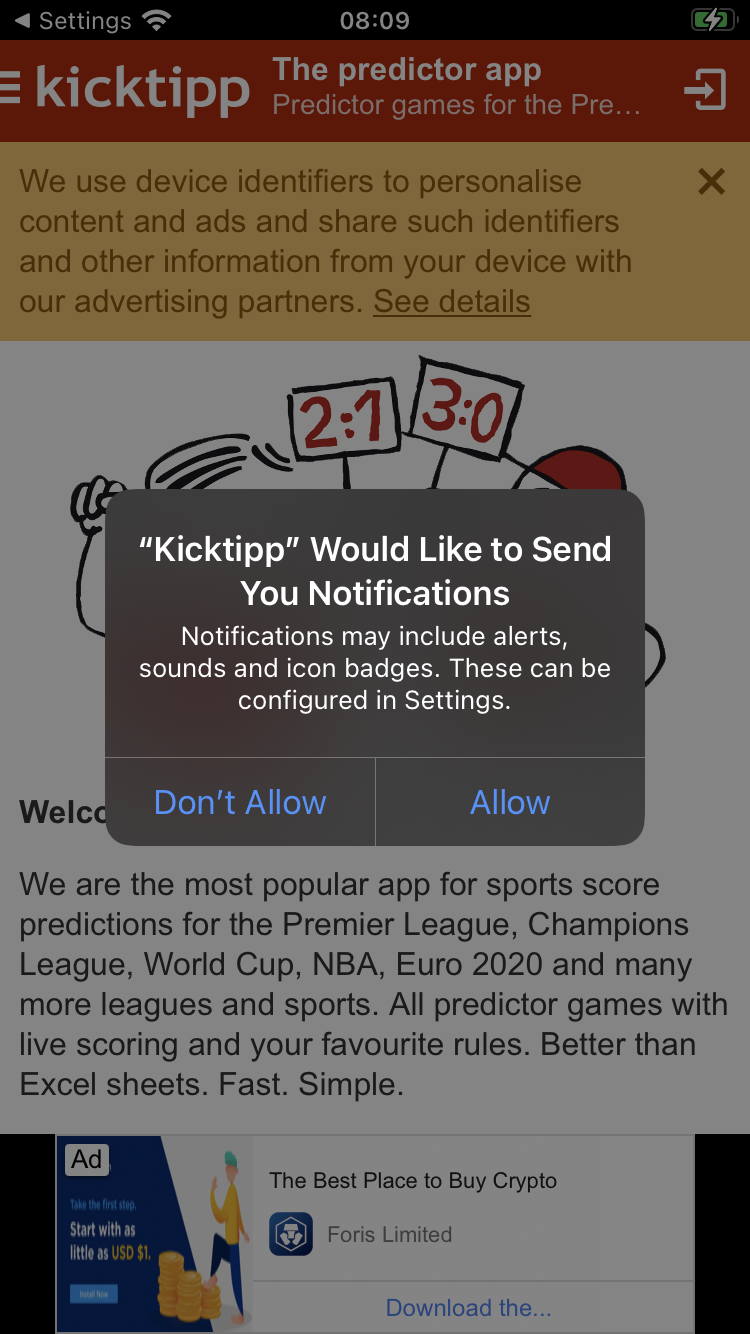 Settings
08:09
kicktipp
The predictor app
Predictor games for the Pre...
We use device identifiers to personalise
content and ads and share such identifiers
and other information from your device with
our advertising partners. See details
2:1
3:0
“Kicktipp” Would Like to Send
You Notifications
Notifications may include alerts,
sounds and icon badges. These can be
configured in Settings.
Don’t Allow
Allow
Welco
We are the most popular app for sports score
predictions for the Premier League, Champions
League, World Cup, NBA, Euro 2020 and many
more leagues and sports. All predictor games with
live scoring and your favourite rules. Better than
Excel sheets. Fast. Simple.
Ad
Take the first step.
Start with as
little as USD $1.
Install Now
The Best Place to Buy Crypto
Foris Limited
Download the...